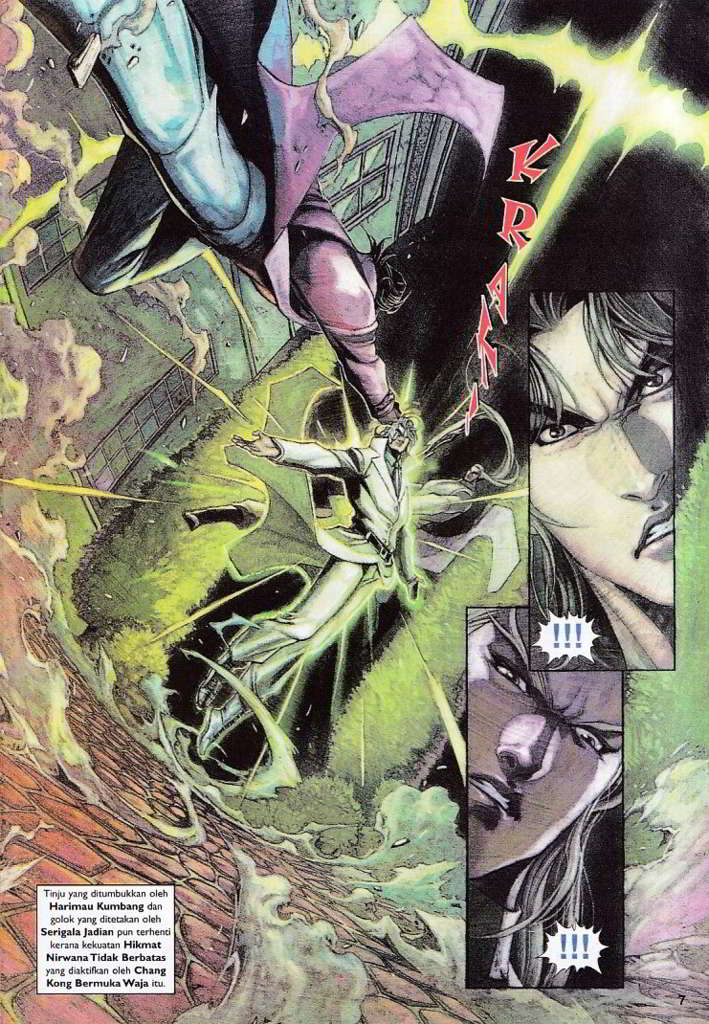 KRAK!
!!!
!!!
Tinju yang ditumbukkan oleh
Harimau Kumbang dan
golok yang ditetakan oleh
Serigala Jadian pun terhenti
kerana kekuatan Hikmat
Nirwana Tidak Berbatas
yang diaktifkan oleh Chang
Kong Bermuka Waja itu.
7